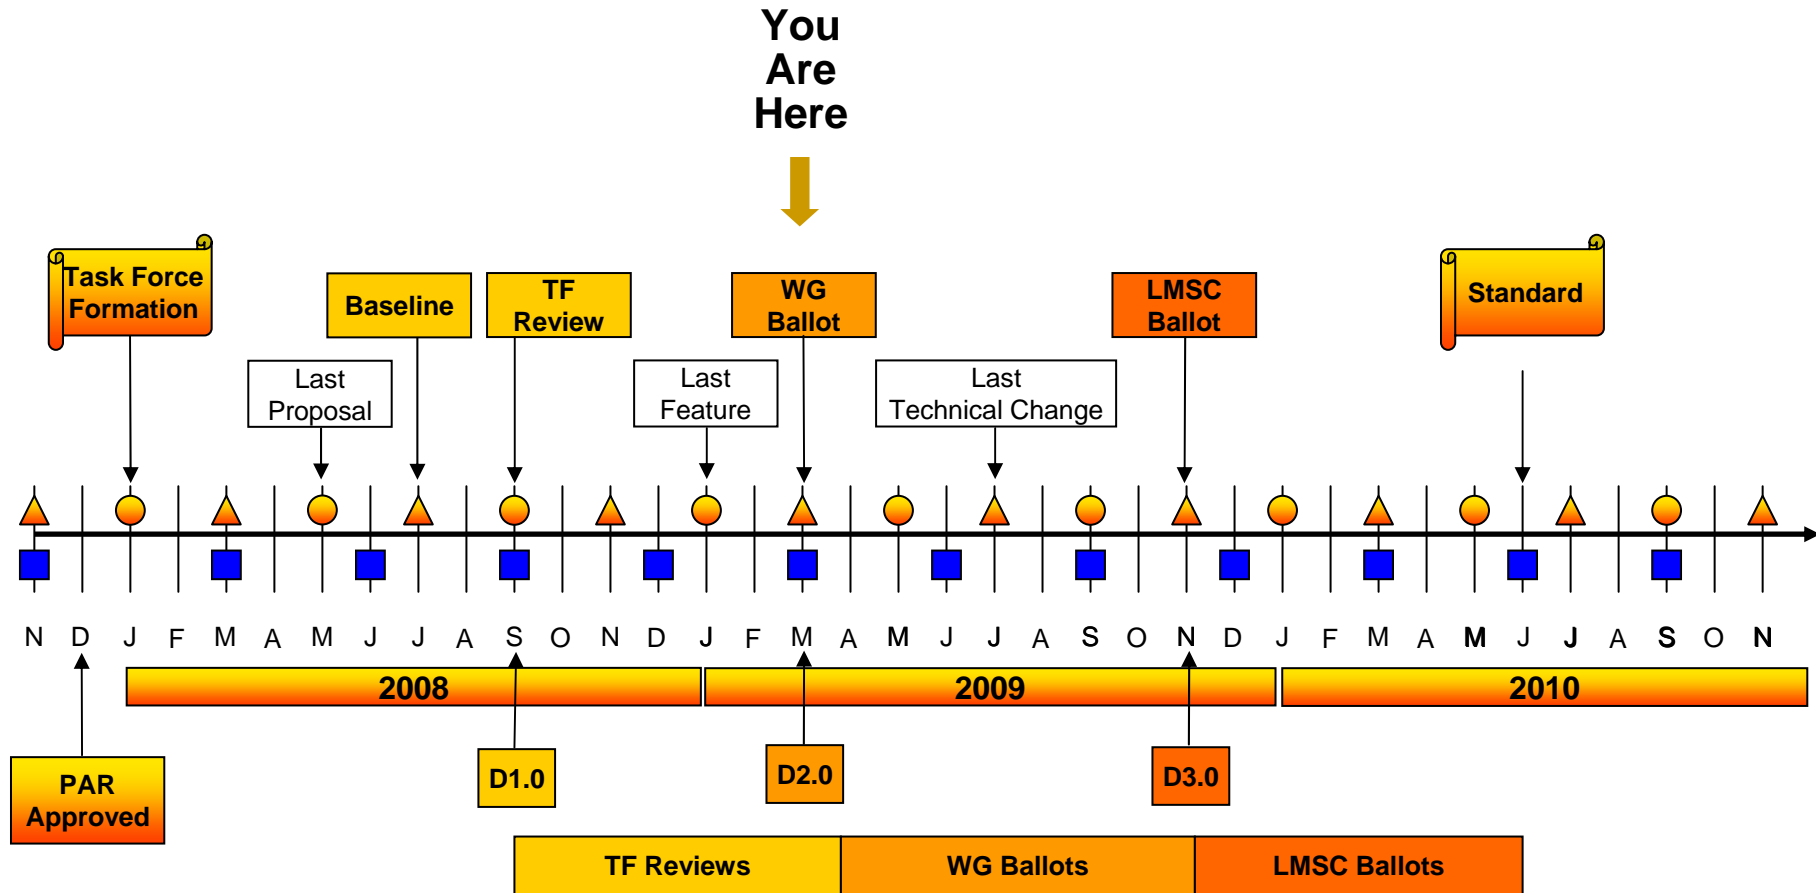 You
Are
Here
Task Force
Formation
Baseline
TF
Review
WG
Ballot
LMSC
Ballot
Standard
Last
Proposal
Last
Feature
Last
Technical Change
N D J F M A M J J A S O N D J F M A M J J A S O N D J F M A M J J A S O N
2008 2009 2010
PAR
Approved
D1.0
D2.0
D3.0
TF Reviews WG Ballots LMSC Ballots